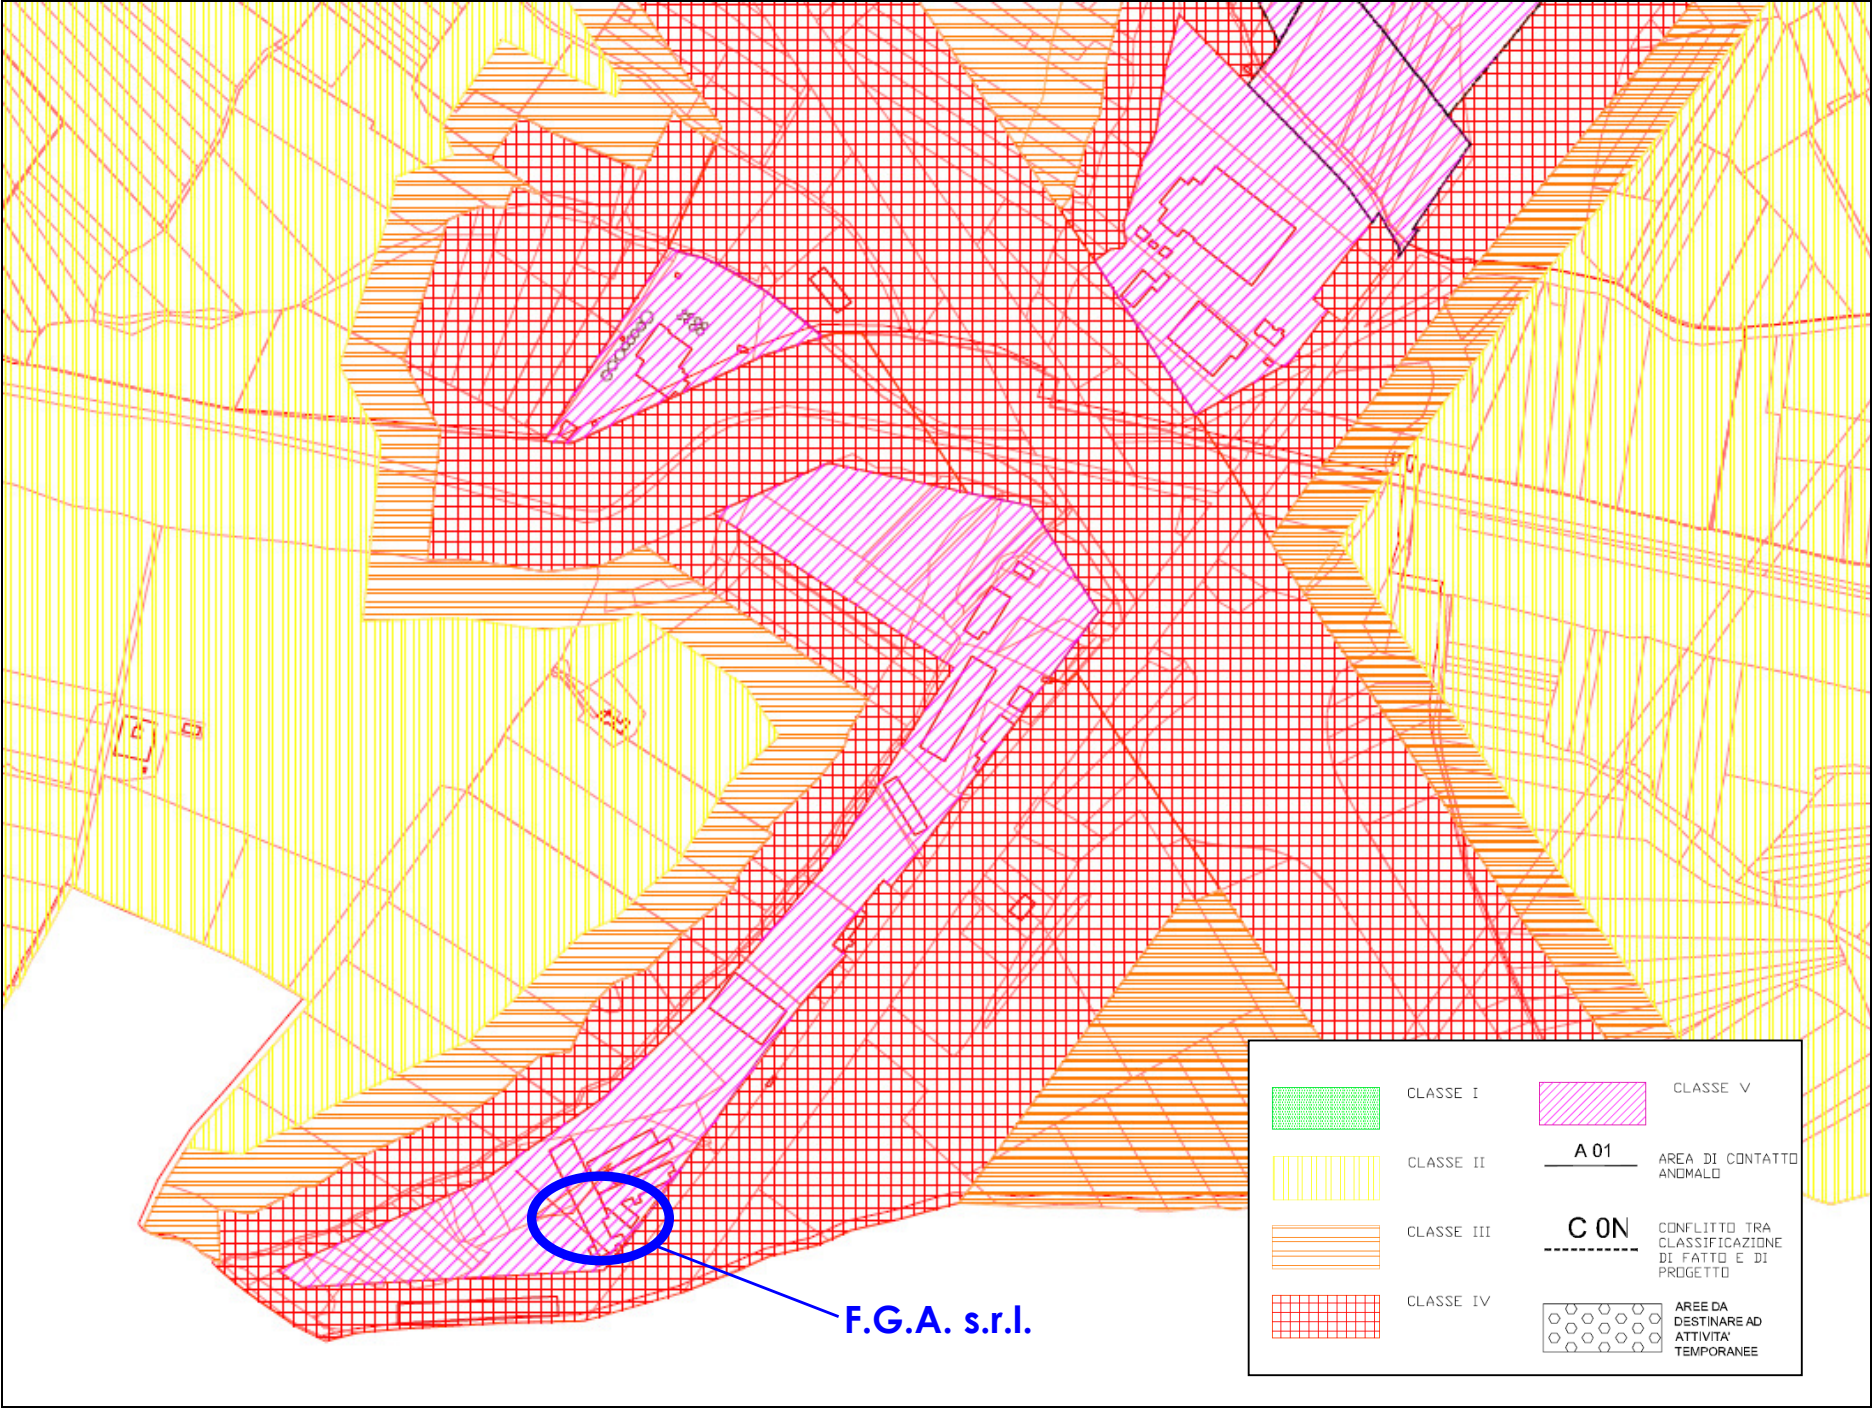 F.G.A. s.r.l.
CLASSE I
CLASSE II
CLASSE III
CLASSE IV
CLASSE V
A 01
AREA DI CONTATTO
ANOMALO
C 0N
CONFLITTO TRA
CLASSIFICAZIONE
DI FATTO E DI
PROGETTO
AREE DA
DESTINARE AD
ATTIVITA'
TEMPORANEE